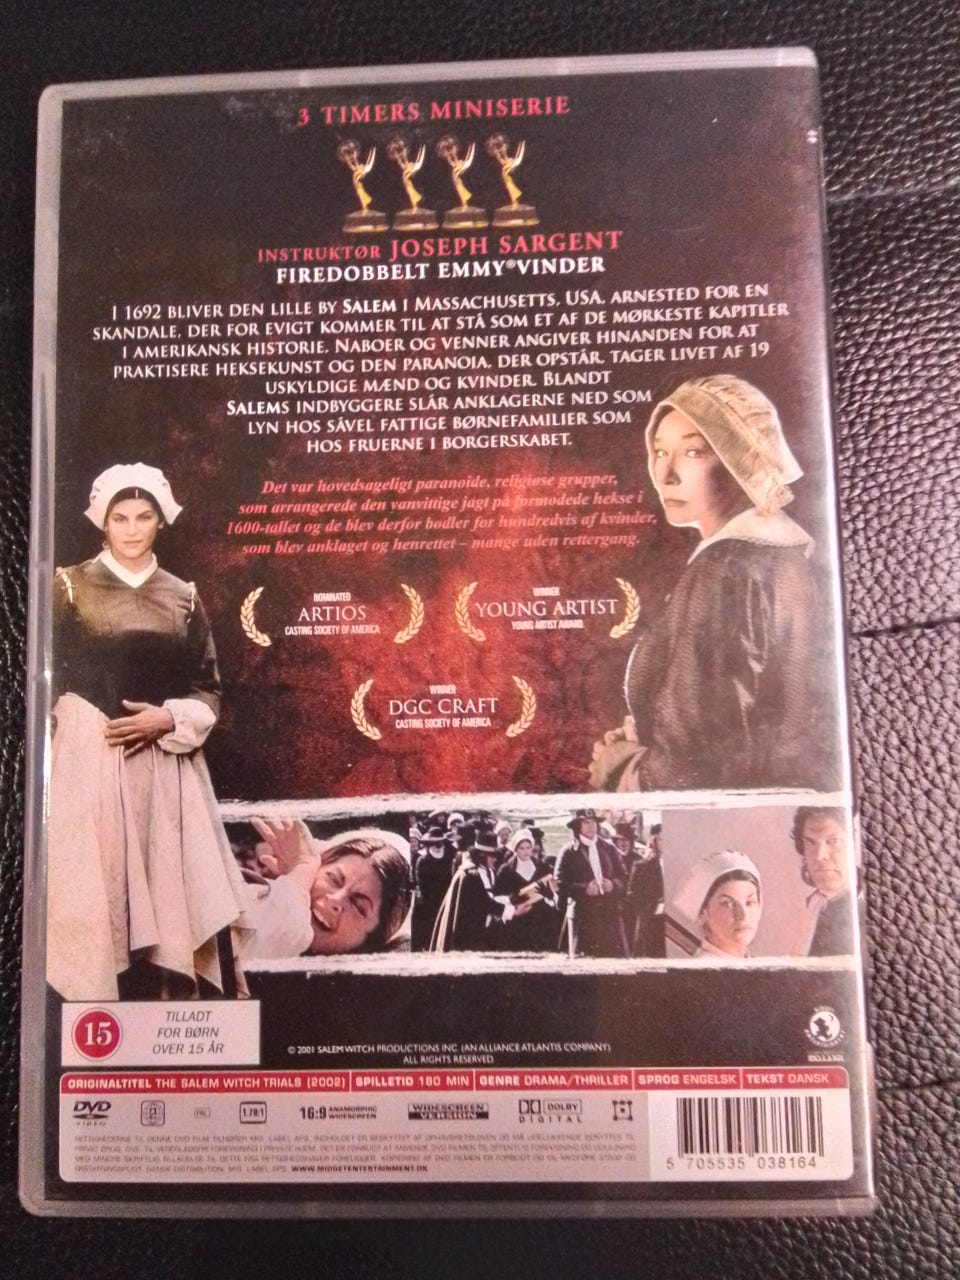 3 TIMERS MINISERIE
INSTRUKTØR JOSEPH SARGENT
FIREDOBBELT EMMY®VINDER
I 1692 BLIVER DEN LILLE BY SALEM I MASSACHUSETTS, USA, ARNESTED FOR EN
SKANDALE, DER FOR EVIGT KOMMER TIL AT STÅ SOM ET AF DE MØRKESTE KAPITLER
I AMERIKANSK HISTORIE. NABOER OG VENNER ANGIVER HINANDEN FOR AT
PRAKTISERE HEKSEKUNST OG DEN PARANOIA, DER OPSTÅR, TAGER LIVET AF 19
USKYLDIGE MÆND OG KVINDER. BLANDT
SALEMS INDBYGGERE SLÅR ANKLAGERNE NED SOM
LYN HOS SÅVEL FATTIGE BØRNEFAMILIER SOM
HOS FRUERNE I BORGERSKABET.
Det var hovedsageligt paranoide, religiøse grupper,
som arrangerede den vanvittige jagt på formodede hekse i
1600-tallet og de blev derfor bødler for hundredvis af kvinder,
som blev anklaget og henrettet – mange uden rettergang.
NOMINATED
ARTIOS
CASTING SOCIETY OF AMERICA
WINNER
YOUNG ARTIST
YOUNG ARTIST AWARD
WINNER
DGC CRAFT
CASTING SOCIETY OF AMERICA
15
TILLADT
FOR BØRN
OVER 15 ÅR
© 2001 SALEM WITCH PRODUCTIONS INC. (AN ALLIANCE ATLANTIS COMPANY)
ALL RIGHTS RESERVED.
ORIGINALTITEL THE SALEM WITCH TRIALS (2002) SPILLETID 180 MIN GENRE DRAMA/THRILLER SPROG ENGELSK TEKST DANSK
DVD VIDEO
2
PAL
1.78:1
16:9 ANAMORPHIC WIDESCREEN
WIDESCREEN VERSION
DOLBY DIGITAL
WWW.MIDGETENTERTAINMENT.DK
5 705535 038164